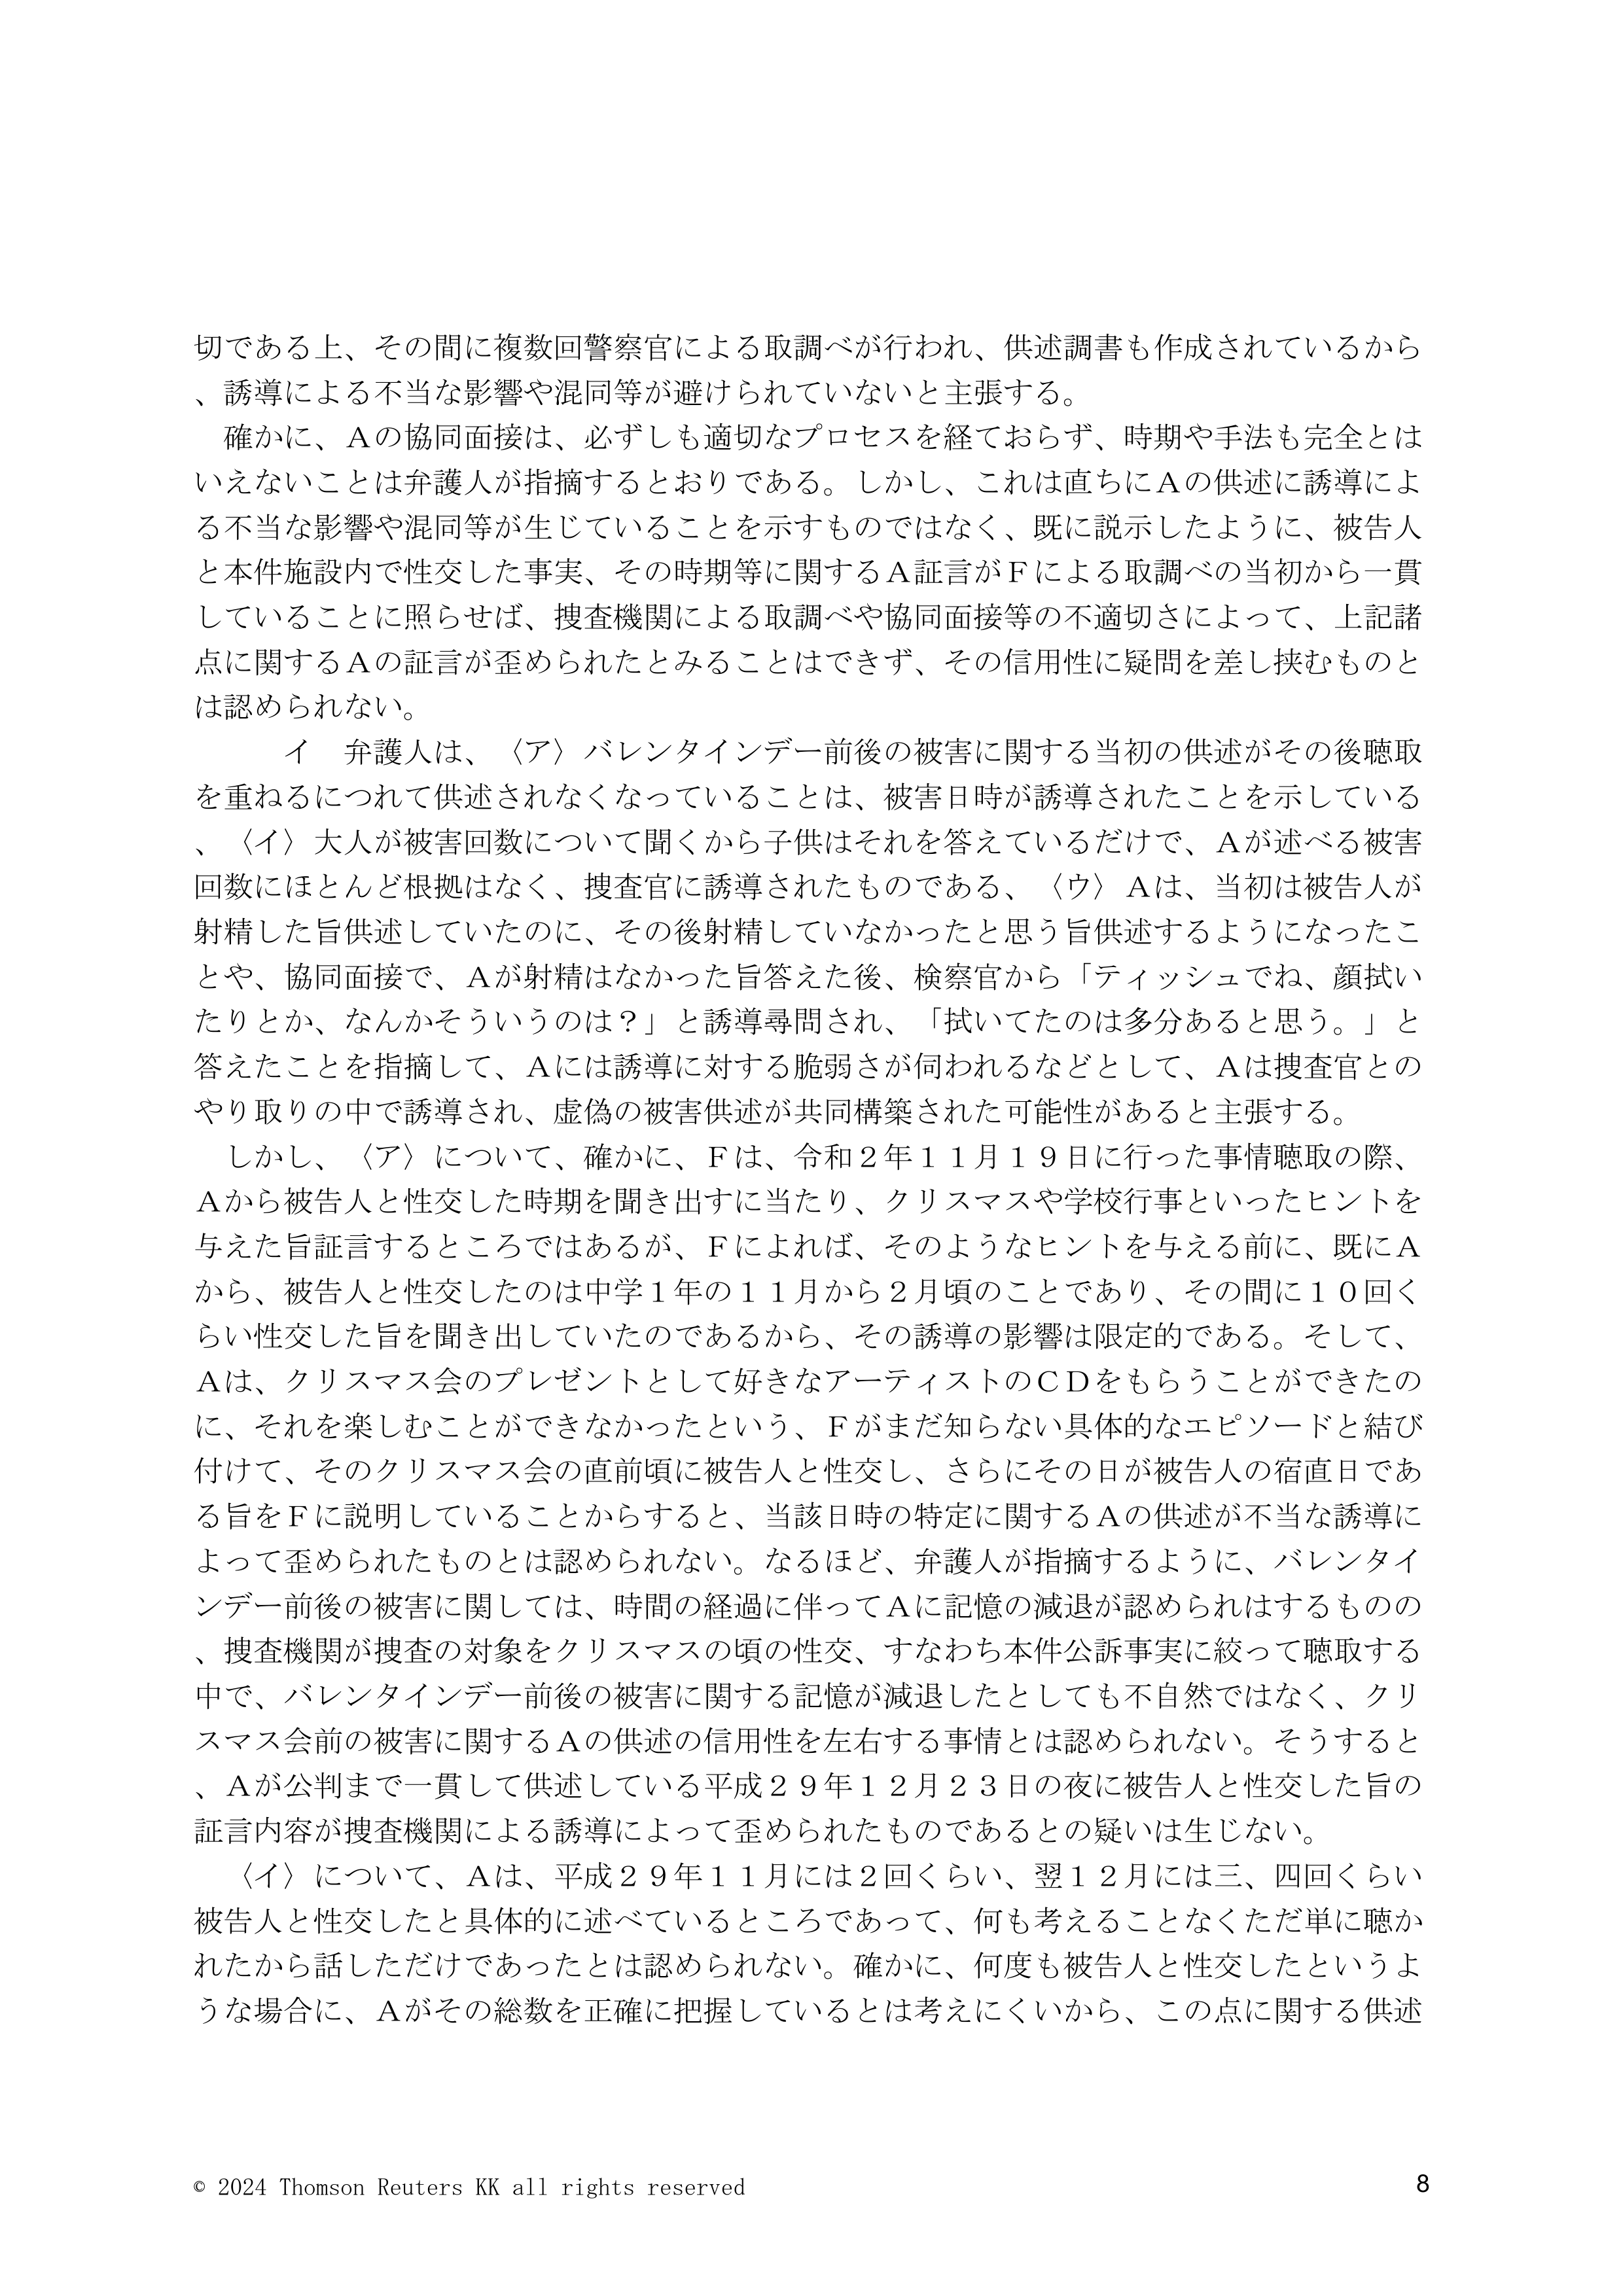 切である上、その間に複数回警察官による取調べが行われ、供述調書も作成されているから
、誘導による不当な影響や混同等が避けられていないと主張する。
　確かに、Ａの協同面接は、必ずしも適切なプロセスを経ておらず、時期や手法も完全とは
いえないことは弁護人が指摘するとおりである。しかし、これは直ちにＡの供述に誘導によ
る不当な影響や混同等が生じていることを示すものではなく、既に説示したように、被告人
と本件施設内で性交した事実、その時期等に関するＡ証言がＦによる取調べの当初から一貫
していることに照らせば、捜査機関による取調べや協同面接等の不適切さによって、上記諸
点に関するＡの証言が歪められたとみることはできず、その信用性に疑問を差し挟むものと
は認められない。
　　　イ　弁護人は、〈ア〉バレンタインデー前後の被害に関する当初の供述がその後聴取
を重ねるにつれて供述されなくなっていることは、被害日時が誘導されたことを示している
、〈イ〉大人が被害回数について聞くから子供はそれを答えているだけで、Ａが述べる被害
回数にほとんど根拠はなく、捜査官に誘導されたものである、〈ウ〉Ａは、当初は被告人が
射精した旨供述していたのに、その後射精していなかったと思う旨供述するようになったこ
とや、協同面接で、Ａが射精はなかった旨答えた後、検察官から「ティッシュでね、顔拭い
たりとか、なんかそういうのは？」と誘導尋問され、「拭いてたのは多分あると思う。」と
答えたことを指摘して、Ａには誘導に対する脆弱さが伺われるなどとして、Ａは捜査官との
やり取りの中で誘導され、虚偽の被害供述が共同構築された可能性があると主張する。
　しかし、〈ア〉について、確かに、Ｆは、令和２年１１月１９日に行った事情聴取の際、
Ａから被告人と性交した時期を聞き出すに当たり、クリスマスや学校行事といったヒントを
与えた旨証言するところではあるが、Ｆによれば、そのようなヒントを与える前に、既にＡ
から、被告人と性交したのは中学１年の１１月から２月頃のことであり、その間に１０回く
らい性交した旨を聞き出していたのであるから、その誘導の影響は限定的である。そして、
Ａは、クリスマス会のプレゼントとして好きなアーティストのＣＤをもらうことができたの
に、それを楽しむことができなかったという、Ｆがまだ知らない具体的なエピソードと結び
付けて、そのクリスマス会の直前頃に被告人と性交し、さらにその日が被告人の宿直日であ
る旨をＦに説明していることからすると、当該日時の特定に関するＡの供述が不当な誘導に
よって歪められたものとは認められない。なるほど、弁護人が指摘するように、バレンタイ
ンデー前後の被害に関しては、時間の経過に伴ってＡに記憶の減退が認められはするものの
、捜査機関が捜査の対象をクリスマスの頃の性交、すなわち本件公訴事実に絞って聴取する
中で、バレンタインデー前後の被害に関する記憶が減退したとしても不自然ではなく、クリ
スマス会前の被害に関するＡの供述の信用性を左右する事情とは認められない。そうすると
、Ａが公判まで一貫して供述している平成２９年１２月２３日の夜に被告人と性交した旨の
証言内容が捜査機関による誘導によって歪められたものであるとの疑いは生じない。
　〈イ〉について、Ａは、平成２９年１１月には２回くらい、翌１２月には三、四回くらい
被告人と性交したと具体的に述べているところであって、何も考えることなくただ単に聴か
れたから話しただけであったとは認められない。確かに、何度も被告人と性交したというよ
うな場合に、Ａがその総数を正確に把握しているとは考えにくいから、この点に関する供述
© 2024 Thomson Reuters KK all rights reserved
8